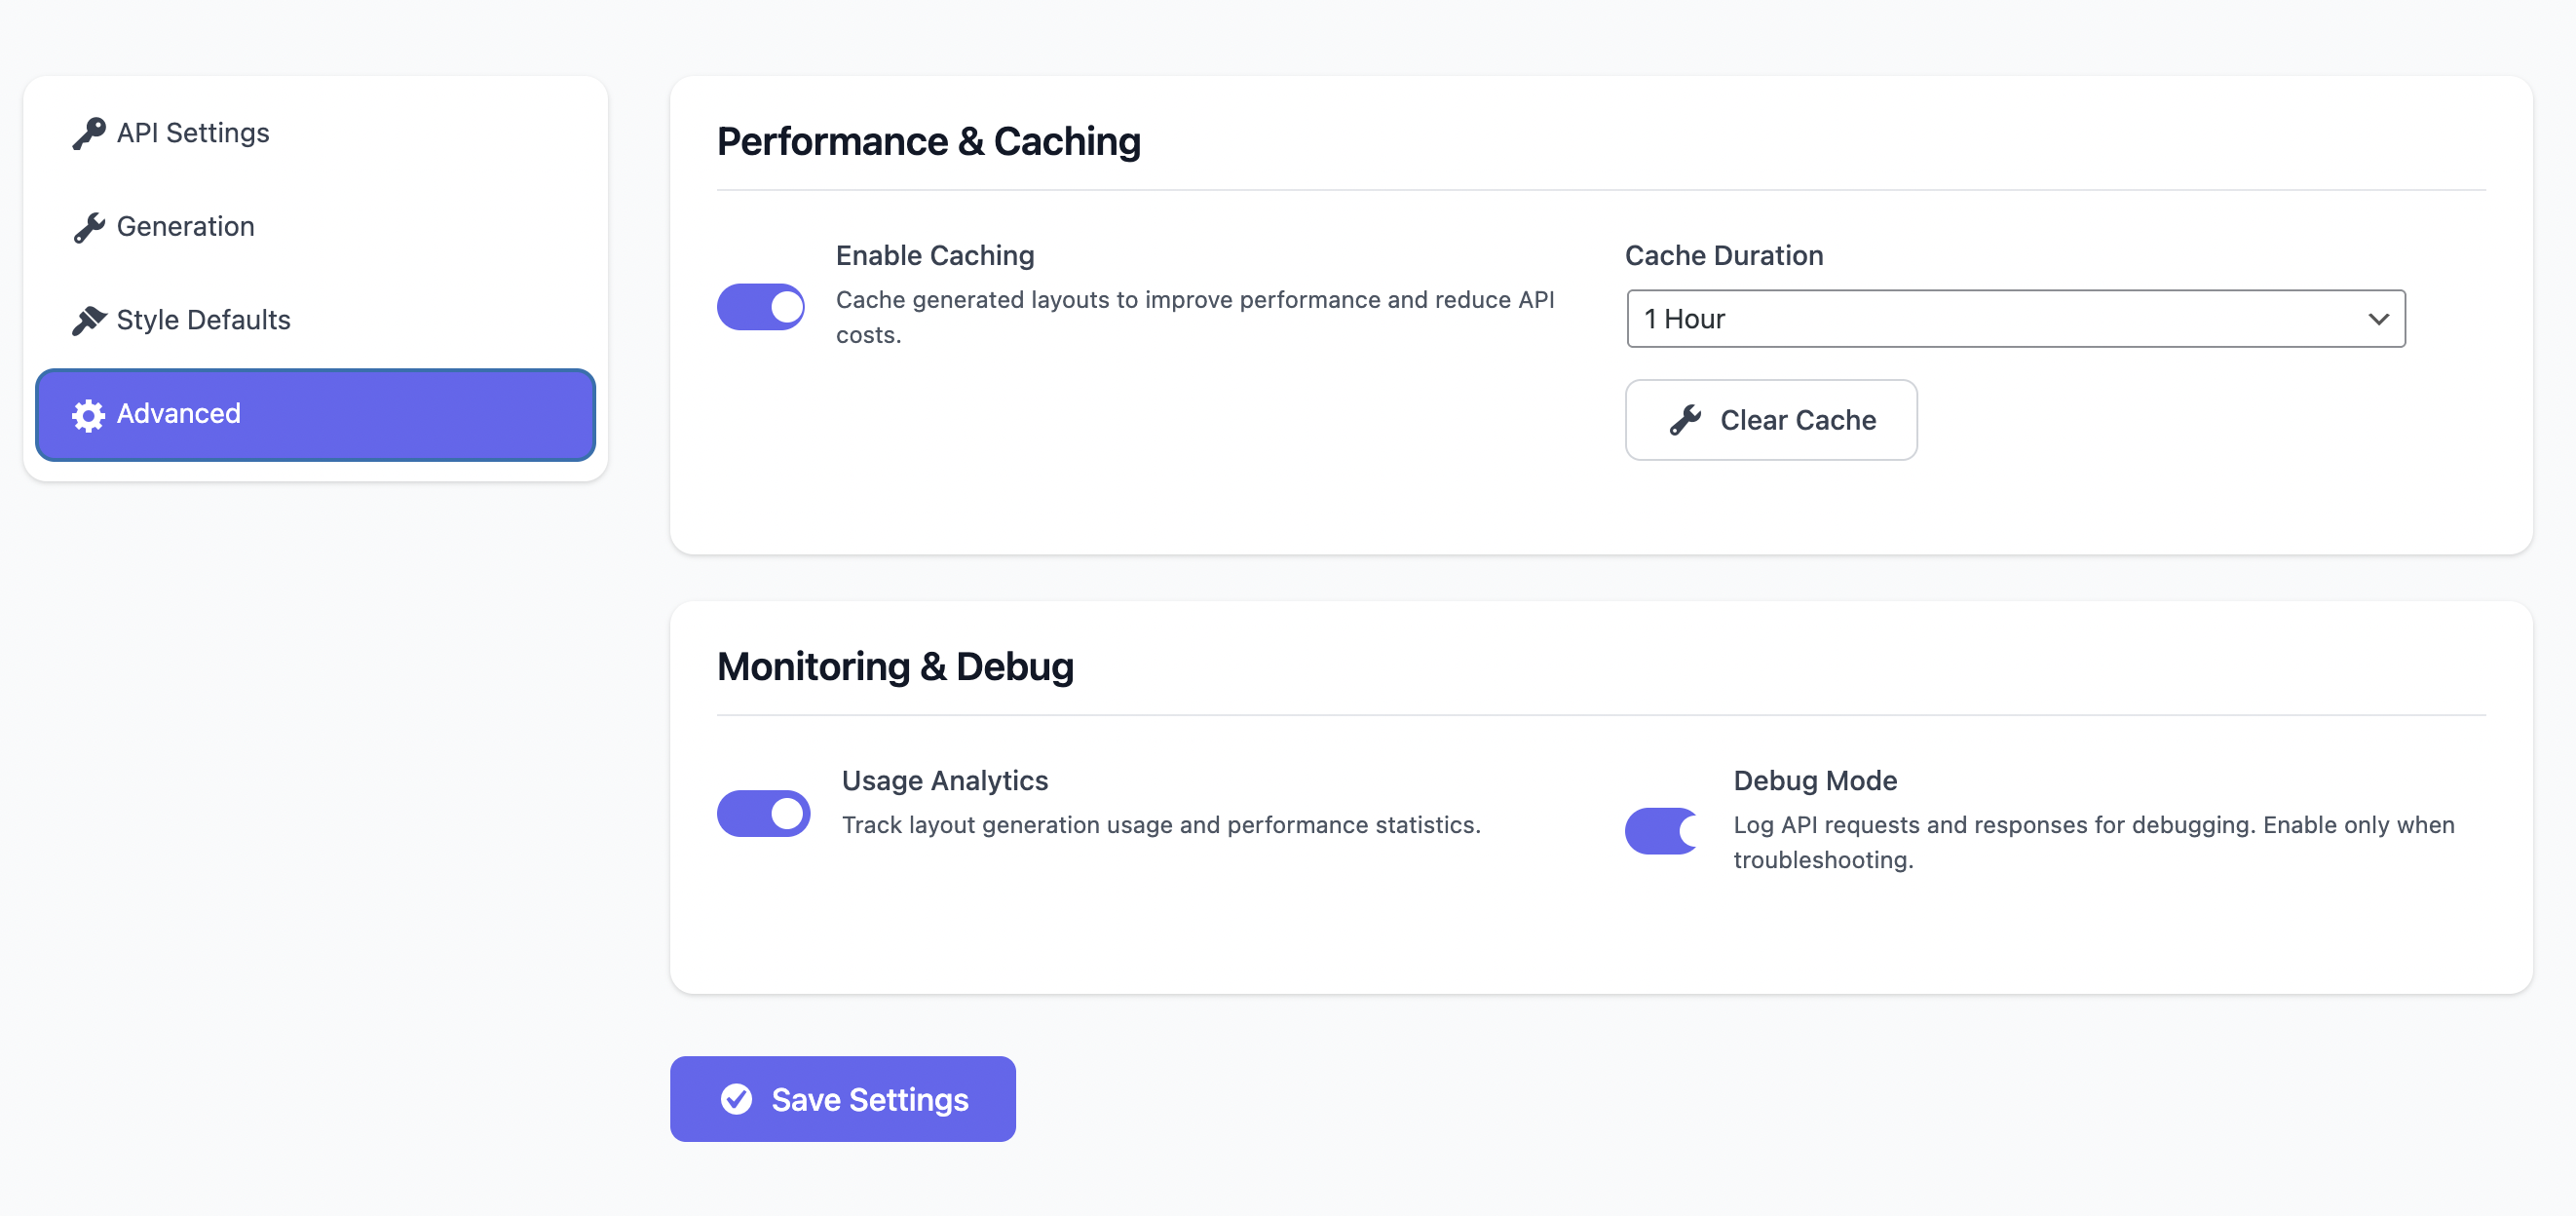 API Settings
Generation
Style Defaults
Advanced
Performance & Caching
Enable Caching
Cache generated layouts to improve performance and reduce API
costs.
Cache Duration
1 Hour
Clear Cache
Monitoring & Debug
Usage Analytics
Track layout generation usage and performance statistics.
Debug Mode
Log API requests and responses for debugging. Enable only when
troubleshooting.
Save Settings